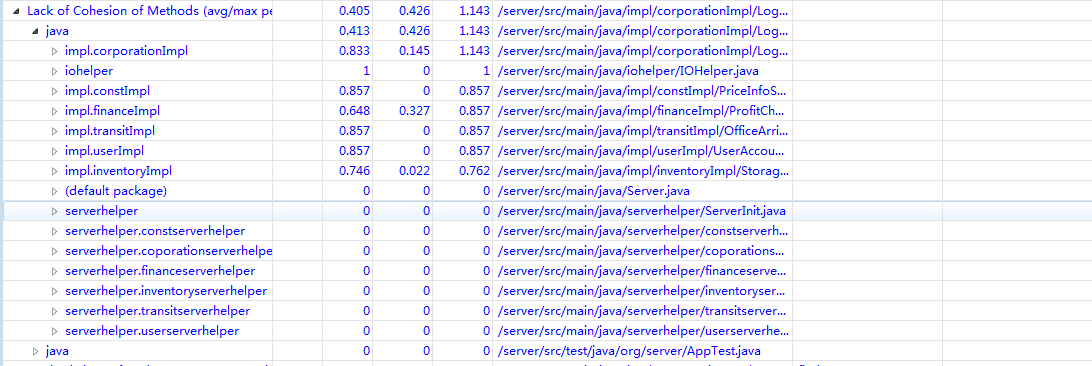 Lack of Cohesion of Methods (avg/max pe 0.405 0.426 1.143 /server/src/main/java/impl/corporationImpl/Log...
java 0.413 0.426 1.143 /server/src/main/java/impl/corporationImpl/Log...
impl.corporationImpl 0.833 0.145 1.143 /server/src/main/java/impl/corporationImpl/Log...
iohelper 1 0 1 /server/src/main/java/iohelper/IOHelper.java
impl.constImpl 0.857 0 0.857 /server/src/main/java/impl/constImpl/PriceInfoS...
impl.financeImpl 0.648 0.327 0.857 /server/src/main/java/impl/financeImpl/ProfitCh...
impl.transitImpl 0.857 0 0.857 /server/src/main/java/impl/transitImpl/OfficeArri...
impl.userImpl 0.857 0 0.857 /server/src/main/java/impl/userImpl/UserAccou...
impl.inventoryImpl 0.746 0.022 0.762 /server/src/main/java/impl/inventoryImpl/Storag...
(default package) 0 0 0 /server/src/main/java/Server.java
serverhelper 0 0 0 /server/src/main/java/serverhelper/ServerInit.java
serverhelper.constserverhelper 0 0 0 /server/src/main/java/serverhelper/constserverh...
serverhelper.coporationserverhelpe 0 0 0 /server/src/main/java/serverhelper/coporations...
serverhelper.financeserverhelper 0 0 0 /server/src/main/java/serverhelper/financeserve...
serverhelper.inventoryserverhelper 0 0 0 /server/src/main/java/serverhelper/inventoryser...
serverhelper.transitserverhelper 0 0 0 /server/src/main/java/serverhelper/transitserver...
serverhelper.userserverhelper 0 0 0 /server/src/main/java/serverhelper/userserverhe...
java 0 0 0 /server/src/test/java/org/server/AppTest.java